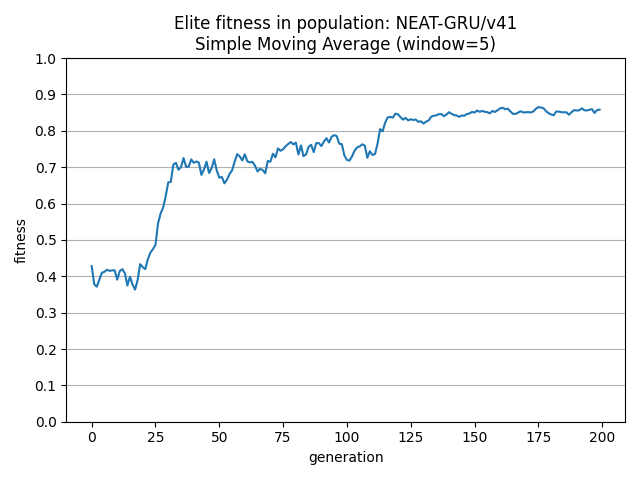 Elite fitness in population: NEAT-GRU/v41
Simple Moving Average (window=5)
1.0
0.9
0.8
0.7
0.6
0.5
0.4
0.3
0.2
0.1
0.0
fitness
0 25 50 75 100 125 150 175 200
generation